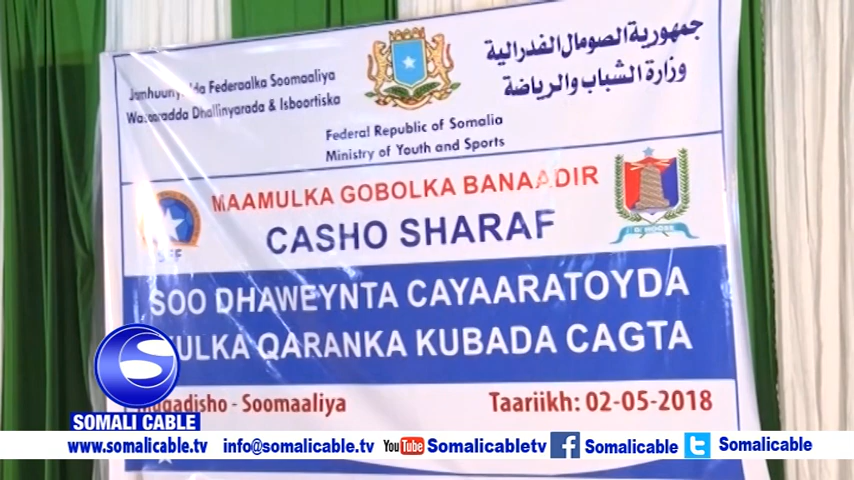 جمهورية الصومال الفدرالية
وزارة الشباب والرياضة
Federaalka Soomaaliya
Dhallinyarada & Isboortiska
Federal Republic of Somalia
Ministry of Youth and Sports
MAAMULKA GOBOLKA BANAADIR
CASHO SHARAF
SOO DHAWEYNTA CAYAARATOYDA
QARANKA KUBADA CAGTA
- Soomaaliya
Taariikh: 02-05-2018
S
SOMALI CABLE
www.somalicable.tv info@somalicable.tv YouTube Somalicabletv f Somalicable Somalicable